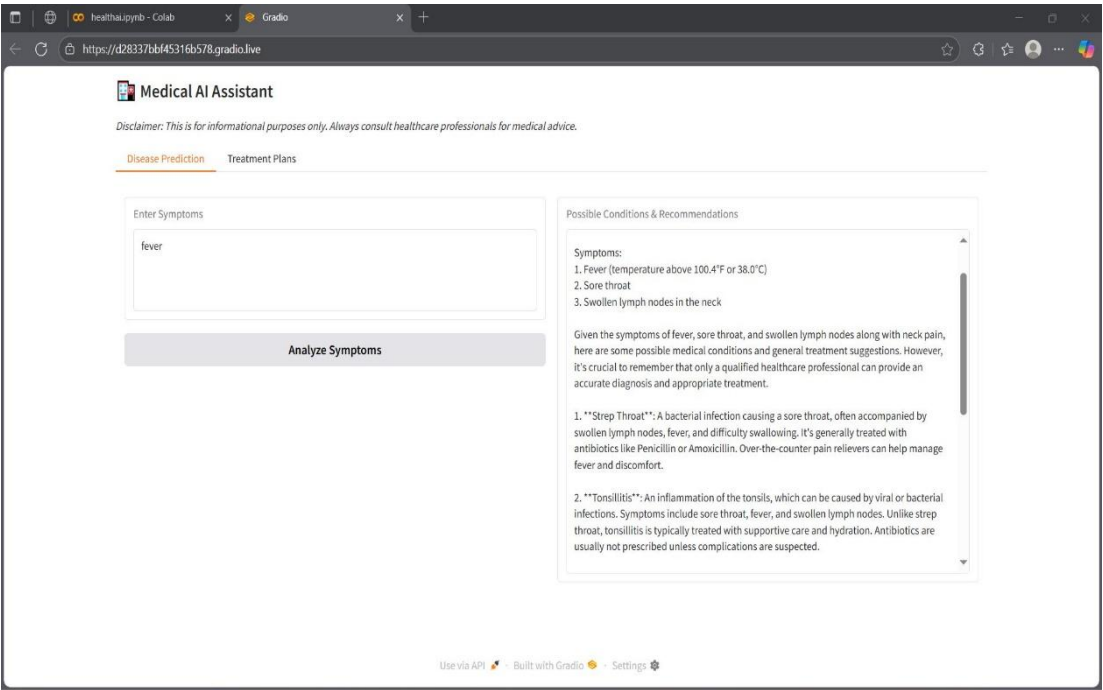 healthai.ipynb - Colab
Gradio
https://d28337bbf45316b578.gradio.live
Medical AI Assistant
Disclaimer: This is for informational purposes only. Always consult healthcare professionals for medical advice.
Disease Prediction
Treatment Plans
Enter Symptoms
fever
Analyze Symptoms
Possible Conditions & Recommendations
Symptoms:
1. Fever (temperature above 100.4°F or 38.0°C)
2. Sore throat
3. Swollen lymph nodes in the neck
Given the symptoms of fever, sore throat, and swollen lymph nodes along with neck pain,
here are some possible medical conditions and general treatment suggestions. However,
it's crucial to remember that only a qualified healthcare professional can provide an
accurate diagnosis and appropriate treatment.
1. **Strep Throat**: A bacterial infection causing a sore throat, often accompanied by
swollen lymph nodes, fever, and difficulty swallowing. It's generally treated with
antibiotics like Penicillin or Amoxicillin. Over-the-counter pain relievers can help manage
fever and discomfort.
2. **Tonsillitis**: An inflammation of the tonsils, which can be caused by viral or bacterial
infections. Symptoms include sore throat, fever, and swollen lymph nodes. Unlike strep
throat, tonsillitis is typically treated with supportive care and hydration. Antibiotics are
usually not prescribed unless complications are suspected.
Use via API · Built with Gradio · Settings